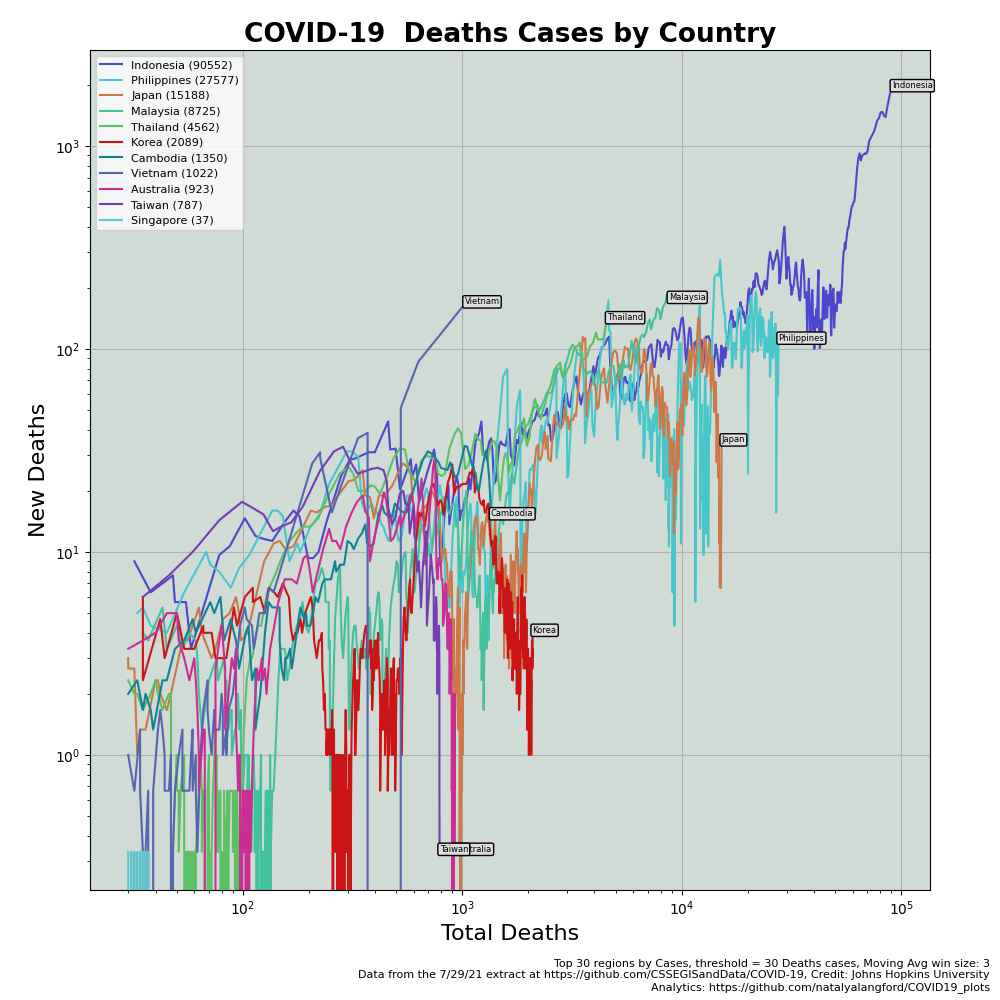 COVID-19  Deaths Cases by Country
Indonesia (90552)
Philippines (27577)
Japan (15188)
Malaysia (8725)
Thailand (4562)
Korea (2089)
Cambodia (1350)
Vietnam (1022)
Australia (923)
Taiwan (787)
Singapore (37)
Indonesia
Vietnam
Malaysia
Thailand
Philippines
Japan
Cambodia
Korea
Taiwan
tralia
New Deaths
10³
10²
10¹
10⁰
10² 10³ 10⁴ 10⁵
Total Deaths
Top 30 regions by Cases, threshold = 30 Deaths cases, Moving Avg win size: 3
Data from the 7/29/21 extract at https://github.com/CSSEGISandData/COVID-19, Credit: Johns Hopkins University
Analytics: https://github.com/natalyalangford/COVID19_plots